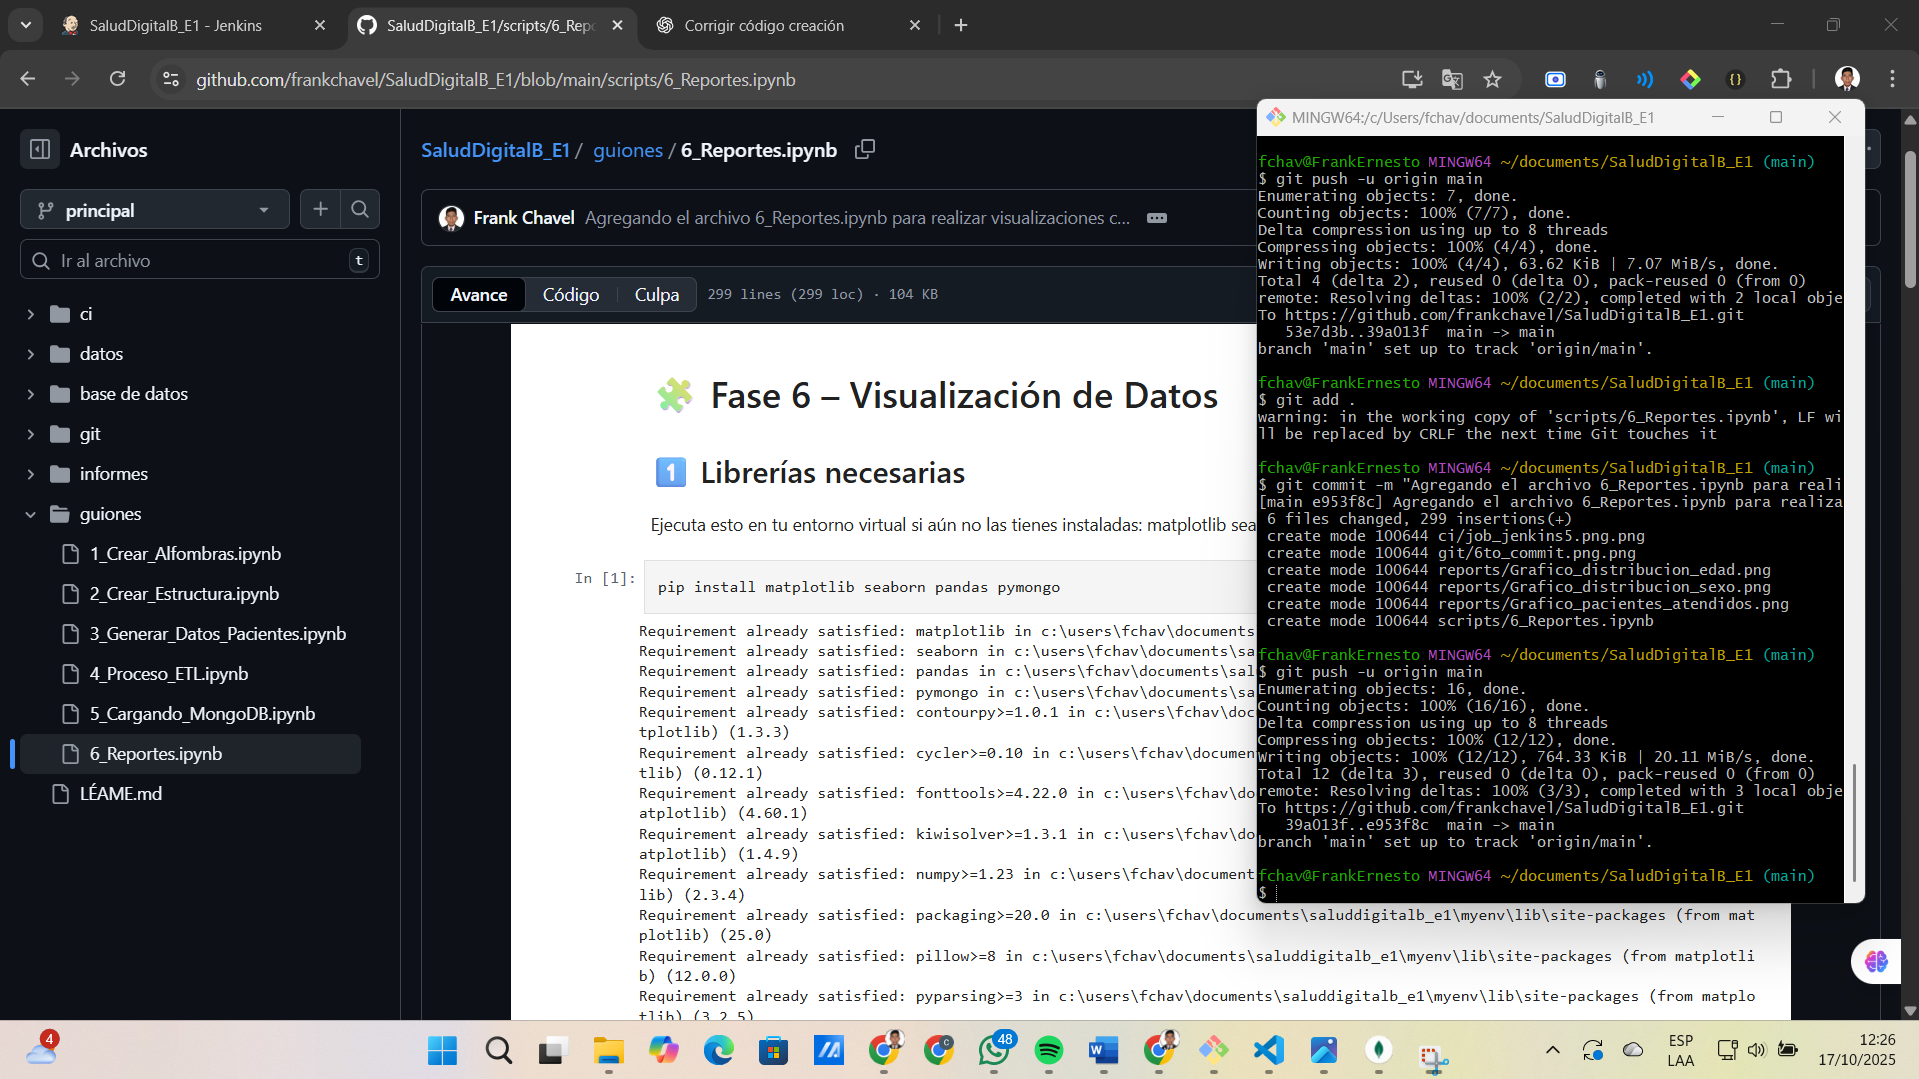 SaludDigitalB_E1 - Jenkins
SaludDigitalB_E1/scripts/6_Rep
Corrigir código creación
github.com/frankchavel/SaludDigitalB_E1/blob/main/scripts/6_Reportes.ipynb
Archivos
principal
Ir al archivo
t
ci
datos
base de datos
git
informes
guiones
1_Crear_Alfombras.ipynb
2_Crear_Estructura.ipynb
3_Generar_Datos_Pacientes.ipynb
4_Proceso_ETL.ipynb
5_Cargando_MongoDB.ipynb
6_Reportes.ipynb
LÉAME.md
SaludDigitalB_E1 / guiones / 6_Reportes.ipynb
Frank Chavel Agregando el archivo 6_Reportes.ipynb para realizar visualizaciones c...
Avance Código Culpa 299 lines (299 loc) · 104 KB
Fase 6 – Visualización de Datos
1 Librerías necesarias
Ejecuta esto en tu entorno virtual si aún no las tienes instaladas: matplotlib sea
In [1]: pip install matplotlib seaborn pandas pymongo
Requirement already satisfied: matplotlib in c:\users\fchav\documents
Requirement already satisfied: seaborn in c:\users\fchav\documents\sa
Requirement already satisfied: pandas in c:\users\fchav\documents\sal
Requirement already satisfied: pymongo in c:\users\fchav\documents\sa
Requirement already satisfied: contourpy>=1.0.1 in c:\users\fchav\doc
tplotlib) (1.3.3)
Requirement already satisfied: cycler>=0.10 in c:\users\fchav\documen
tlib) (0.12.1)
Requirement already satisfied: fonttools>=4.22.0 in c:\users\fchav\do
atplotlib) (4.60.1)
Requirement already satisfied: kiwisolver>=1.3.1 in c:\users\fchav\do
atplotlib) (1.4.9)
Requirement already satisfied: numpy>=1.23 in c:\users\fchav\document
lib) (2.3.4)
Requirement already satisfied: packaging>=20.0 in c:\users\fchav\documents\saluddigitalb_e1\myenv\lib\site-packages (from mat
plotlib) (25.0)
Requirement already satisfied: pillow>=8 in c:\users\fchav\documents\saluddigitalb_e1\myenv\lib\site-packages (from matplotli
b) (12.0.0)
Requirement already satisfied: pyparsing>=3 in c:\users\fchav\documents\saluddigitalb_e1\myenv\lib\site-packages (from matplo
tlib) (3.2.5)
MINGW64:/c/Users/fchav/documents/SaludDigitalB_E1
fchav@FrankErnesto MINGW64 ~/documents/SaludDigitalB_E1 (main)
$ git push -u origin main
Enumerating objects: 7, done.
Counting objects: 100% (7/7), done.
Delta compression using up to 8 threads
Compressing objects: 100% (4/4), done.
Writing objects: 100% (4/4), 63.62 KiB | 7.07 MiB/s, done.
Total 4 (delta 2), reused 0 (delta 0), pack-reused 0 (from 0)
remote: Resolving deltas: 100% (2/2), completed with 2 local obje
To https://github.com/frankchavel/SaludDigitalB_E1.git
53e7d3b..39a013f main -> main
branch 'main' set up to track 'origin/main'.
fchav@FrankErnesto MINGW64 ~/documents/SaludDigitalB_E1 (main)
$ git add .
warning: in the working copy of 'scripts/6_Reportes.ipynb', LF wi
ll be replaced by CRLF the next time Git touches it
fchav@FrankErnesto MINGW64 ~/documents/SaludDigitalB_E1 (main)
$ git commit -m "Agregando el archivo 6_Reportes.ipynb para reali
[main e953f8c] Agregando el archivo 6_Reportes.ipynb para realiza
6 files changed, 299 insertions(+)
create mode 100644 ci/job_jenkins5.png.png
create mode 100644 git/6to_commit.png.png
create mode 100644 reports/Grafico_distribucion_edad.png
create mode 100644 reports/Grafico_distribucion_sexo.png
create mode 100644 reports/Grafico_pacientes_atendidos.png
create mode 100644 scripts/6_Reportes.ipynb
fchav@FrankErnesto MINGW64 ~/documents/SaludDigitalB_E1 (main)
$ git push -u origin main
Enumerating objects: 16, done.
Counting objects: 100% (16/16), done.
Delta compression using up to 8 threads
Compressing objects: 100% (12/12), done.
Writing objects: 100% (12/12), 764.33 KiB | 20.11 MiB/s, done.
Total 12 (delta 3), reused 0 (delta 0), pack-reused 0 (from 0)
remote: Resolving deltas: 100% (3/3), completed with 3 local obje
To https://github.com/frankchavel/SaludDigitalB_E1.git
39a013f..e953f8c main -> main
branch 'main' set up to track 'origin/main'.
fchav@FrankErnesto MINGW64 ~/documents/SaludDigitalB_E1 (main)
$
4
48
ESP
LAA
12:26
17/10/2025